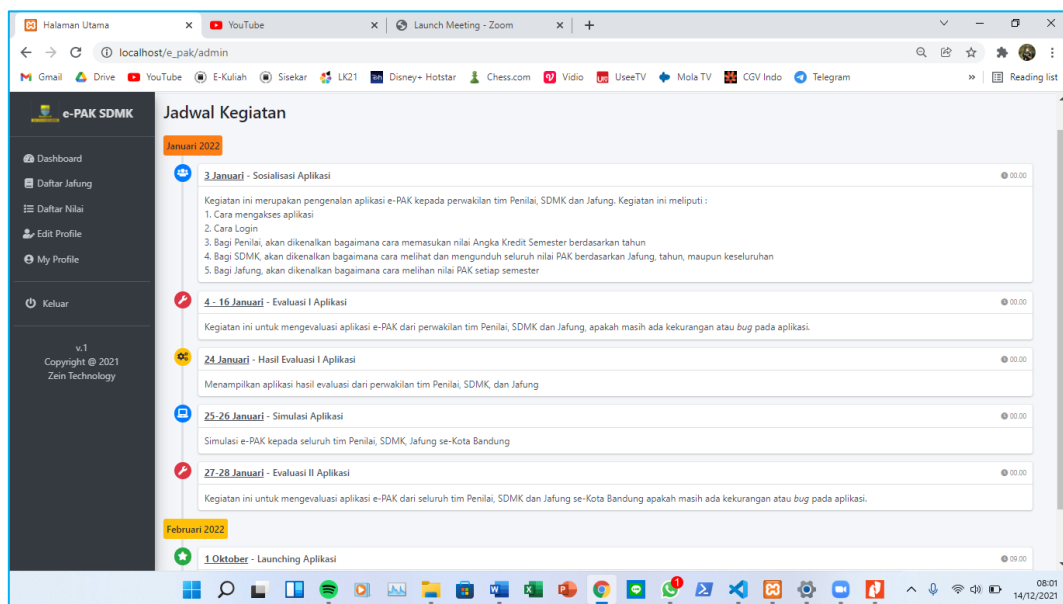 Halaman Utama
YouTube
Launch Meeting - Zoom
localhost/e_pak/admin
Gmail
Drive
YouTube
E-Kuliah
Sisekar
LK21
Disney+ Hotstar
Chess.com
Vidio
UseeTV
Mola TV
CGV Indo
Telegram
Reading list
e-PAK SDMK
Dashboard
Daftar Jafung
Daftar Nilai
Edit Profile
My Profile
Keluar
v.1
Copyright @ 2021
Zein Technology
Jadwal Kegiatan
Januari 2022
3 Januari - Sosialisasi Aplikasi 00.00
Kegiatan ini merupakan pengenalan aplikasi e-PAK kepada perwakilan tim Penilai, SDMK dan Jafung. Kegiatan ini meliputi :
1. Cara mengakses aplikasi
2. Cara Login
3. Bagi Penilai, akan dikenalkan bagaimana cara memasukan nilai Angka Kredit Semester berdasarkan tahun
4. Bagi SDMK, akan dikenalkan bagaimana cara melihat dan mengunduh seluruh nilai PAK berdasarkan Jafung, tahun, maupun keseluruhan
5. Bagi Jafung, akan dikenalkan bagaimana cara melihan nilai PAK setiap semester
4 - 16 Januari - Evaluasi I Aplikasi 00.00
Kegiatan ini untuk mengevaluasi aplikasi e-PAK dari perwakilan tim Penilai, SDMK dan Jafung, apakah masih ada kekurangan atau bug pada aplikasi.
24 Januari - Hasil Evaluasi I Aplikasi 00.00
Menampilkan aplikasi hasil evaluasi dari perwakilan tim Penilai, SDMK, dan Jafung
25-26 Januari - Simulasi Aplikasi 00.00
Simulasi e-PAK kepada seluruh tim Penilai, SDMK, Jafung se-Kota Bandung
27-28 Januari - Evaluasi II Aplikasi 00.00
Kegiatan ini untuk mengevaluasi aplikasi e-PAK dari seluruh tim Penilai, SDMK dan Jafung se-Kota Bandung apakah masih ada kekurangan atau bug pada aplikasi.
Februari 2022
1 Oktober - Launching Aplikasi 09.00
1
08:01
14/12/2021